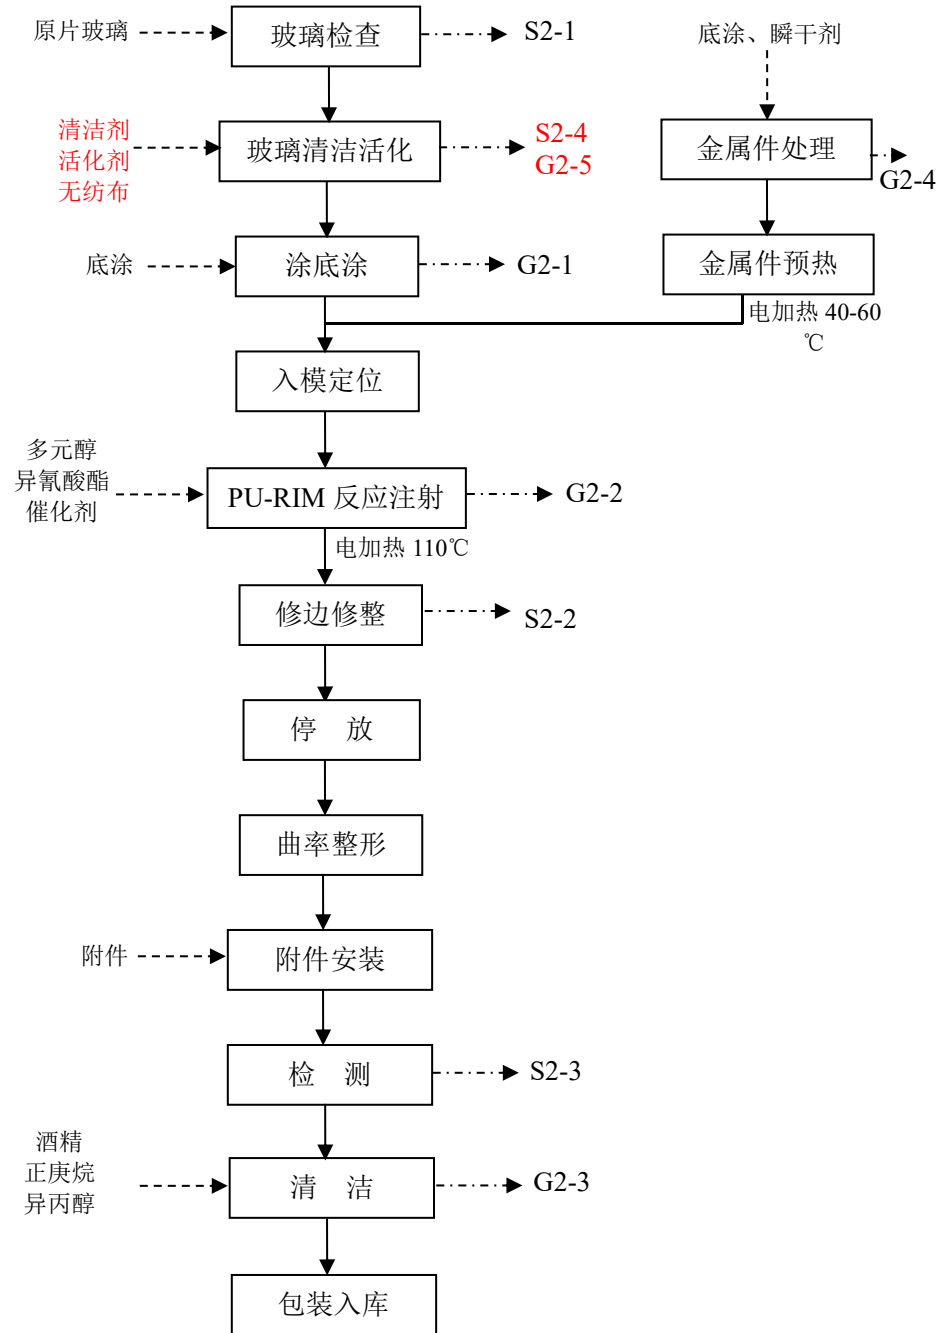 原片玻璃
玻璃检查
S2-1
底涂、瞬干剂
清洁剂
活化剂
无纺布
玻璃清洁活化
S2-4
G2-5
金属件处理
G2-4
底涂
涂底涂
G2-1
金属件预热
电加热 40-60
℃
入模定位
多元醇
异氰酸酯
催化剂
PU-RIM 反应注射
G2-2
电加热 110℃
修边修整
S2-2
停 放
曲率整形
附件
附件安装
检 测
S2-3
酒精
正庚烷
异丙醇
清 洁
G2-3
包装入库